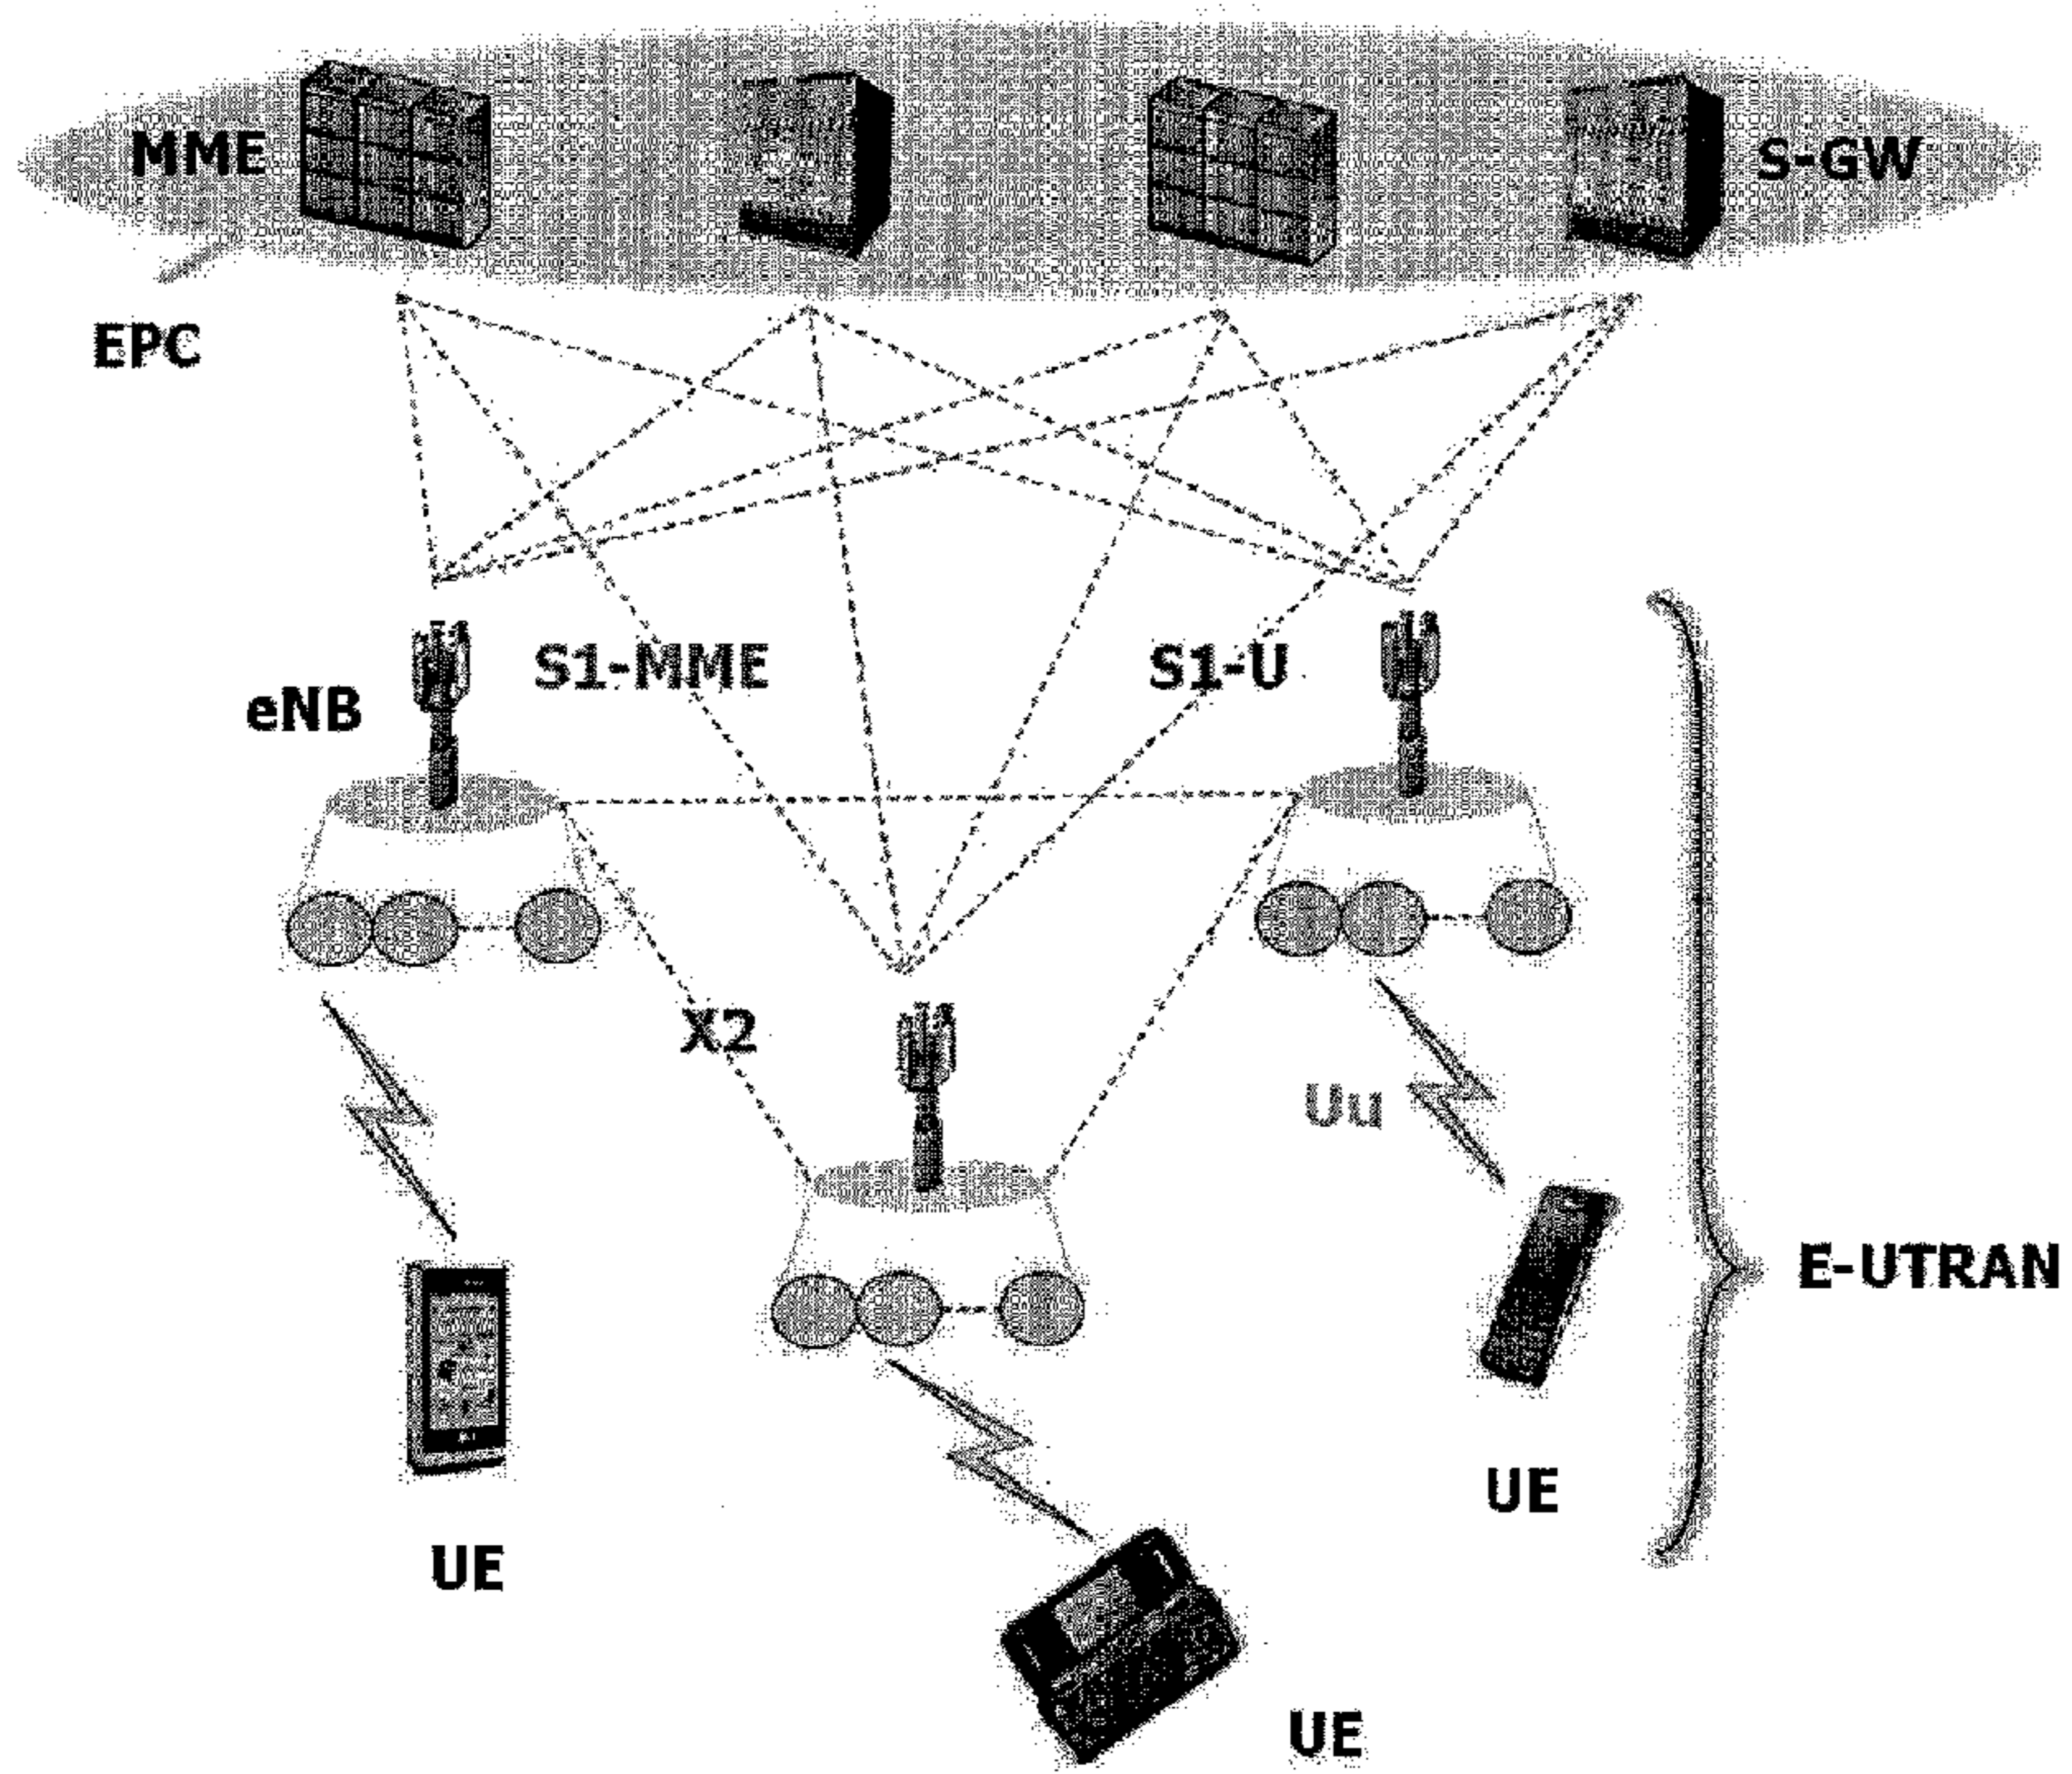 MME
S-GW
EPC
S1-MME
S1-U
eNB
X2
Uu
E-UTRAN
UE
UE
UE